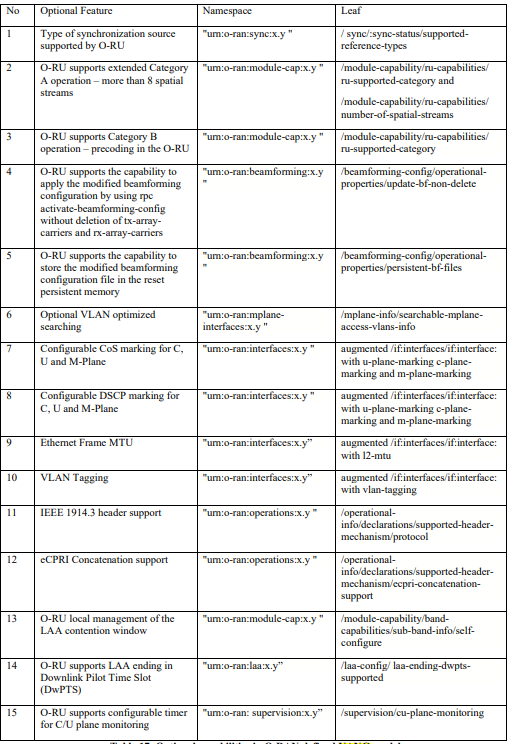 No Optional Feature Namespace Leaf
1 Type of synchronization source "urn:o-ran:sync:x.y " / sync/:sync-status/supported-
supported by O-RU reference-types
2 O-RU supports extended Category "urn:o-ran:module-cap:x.y " /module-capability/ru-capabilities/
A operation – more than 8 spatial ru-supported-category and
streams
/module-capability/ru-capabilities/
number-of-spatial-streams
3 O-RU supports Category B "urn:o-ran:module-cap:x.y " /module-capability/ru-capabilities/
operation – precoding in the O-RU ru-supported-category
4 O-RU supports the capability to "urn:o-ran:beamforming:x.y /beamforming-config/operational-
apply the modified beamforming " properties/update-bf-non-delete
configuration by using rpc
activate-beamforming-config
without deletion of tx-array-
carriers and rx-array-carriers
5 O-RU supports the capability to "urn:o-ran:beamforming:x.y /beamforming-config/operational-
store the modified beamforming " properties/persistent-bf-files
configuration file in the reset
persistent memory
6 Optional VLAN optimized "urn:o-ran:mplane- /mplane-info/searchable-mplane-
searching interfaces:x.y " access-vlans-info
7 Configurable CoS marking for C, "urn:o-ran:interfaces:x.y " augmented /if:interfaces/if:interface:
U and M-Plane with u-plane-marking c-plane-
marking and m-plane-marking
8 Configurable DSCP marking for "urn:o-ran:interfaces:x.y " augmented /if:interfaces/if:interface:
C, U and M-Plane with u-plane-marking c-plane-
marking and m-plane-marking
9 Ethernet Frame MTU "urn:o-ran:interfaces:x.y” augmented /if:interfaces/if:interface:
with l2-mtu
10 VLAN Tagging "urn:o-ran:interfaces:x.y” augmented /if:interfaces/if:interface:
with vlan-tagging
11 IEEE 1914.3 header support "urn:o-ran:operations:x.y " /operational-
info/declarations/supported-header-
mechanism/protocol
12 eCPRI Concatenation support "urn:o-ran:operations:x.y " /operational-
info/declarations/supported-header-
mechanism/ecpri-concatenation-
support
13 O-RU local management of the "urn:o-ran:module-cap:x.y " /module-capability/band-
LAA contention window capabilities/sub-band-info/self-
configure
14 O-RU supports LAA ending in "urn:o-ran:laa:x.y” /laa-config/ laa-ending-dwpts-
Downlink Pilot Time Slot supported
(DwPTS)
15 O-RU supports configurable timer "urn:o-ran: supervision:x.y” /supervision/cu-plane-monitoring
for C/U plane monitoring